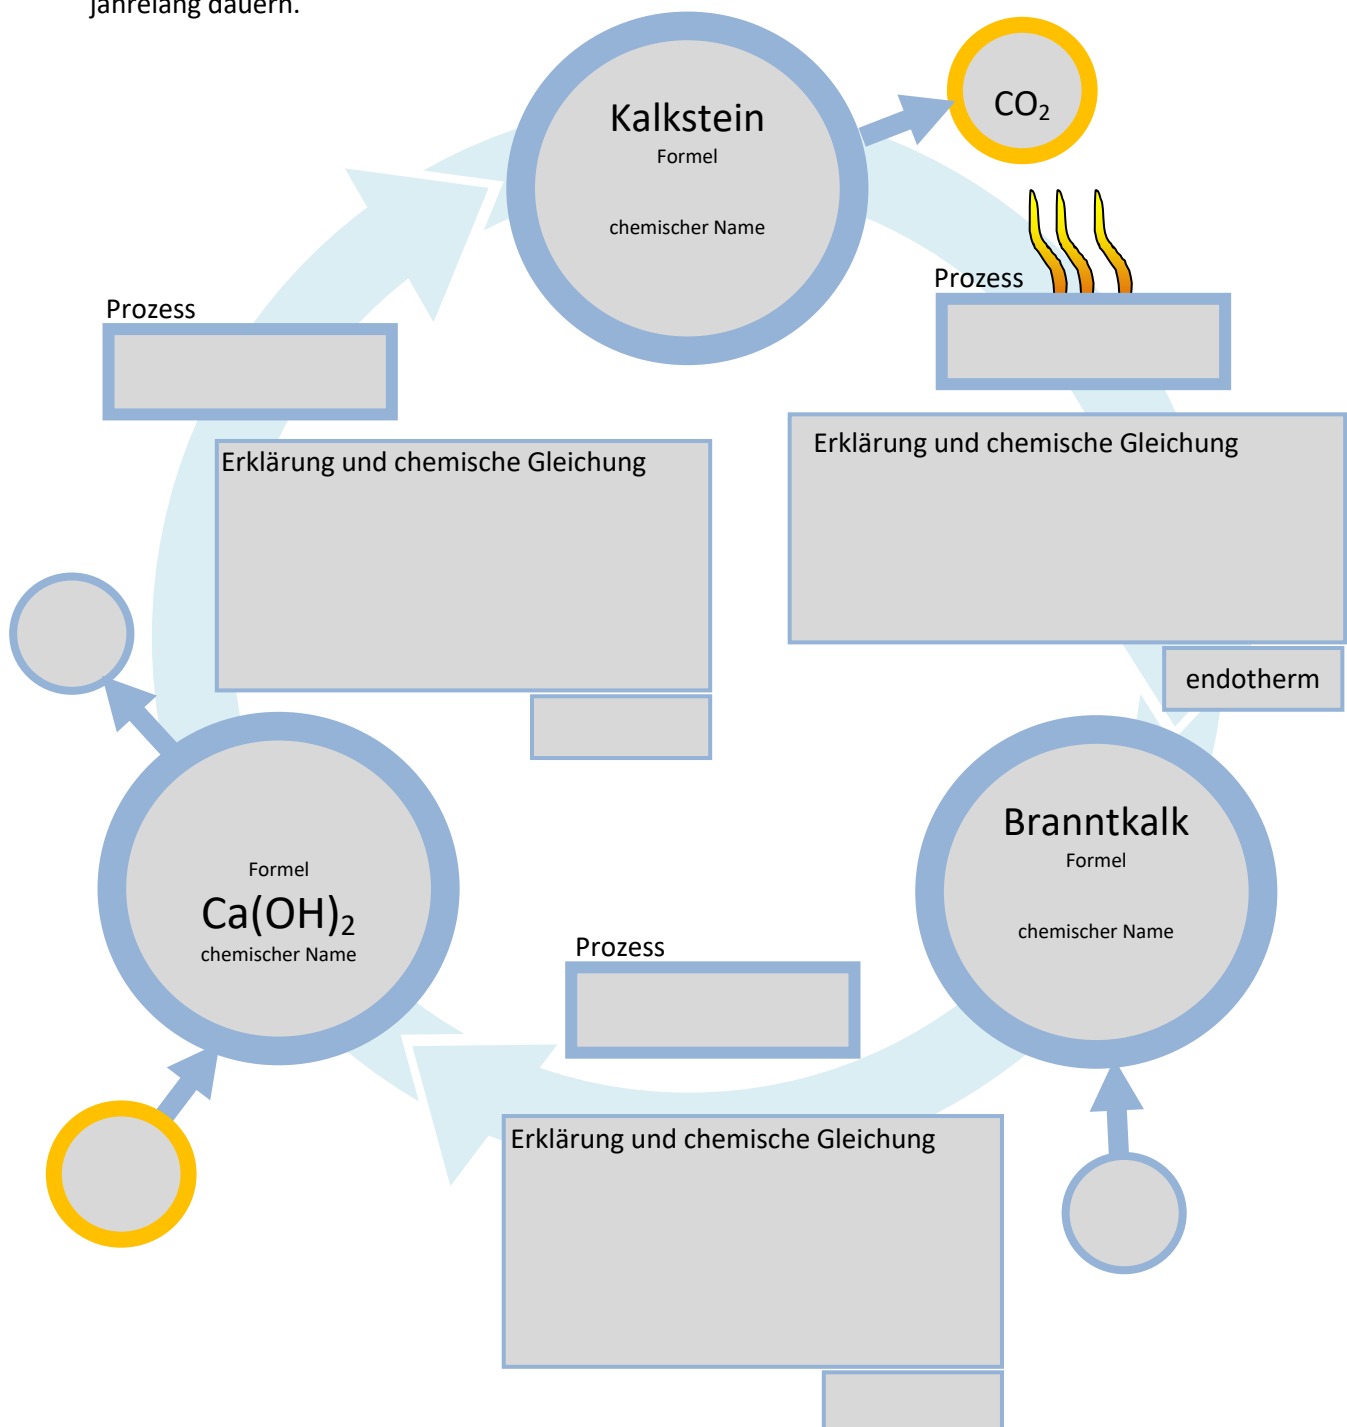 jahrelang dauern.
Kalkstein
Formel
chemischer Name
CO₂
Prozess
Prozess
Erklärung und chemische Gleichung
Erklärung und chemische Gleichung
endotherm
Branntkalk
Formel
chemischer Name
Formel
Ca(OH)₂
chemischer Name
Prozess
Erklärung und chemische Gleichung